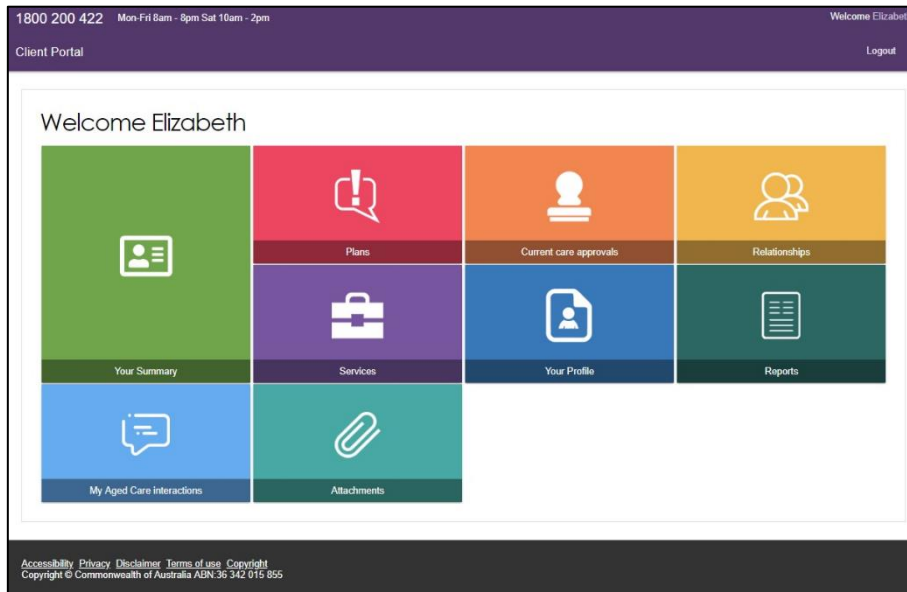 1800 200 422 Mon-Fri 8am - 8pm Sat 10am - 2pm
Welcome
Client Portal
Logout
Welcome Elizabeth
Plans
Current care approvals
Relationships
Your Summary
Services
Your Profile
Reports
My Aged Care interactions
Attachments
Accessibility Privacy Disclaimer Terms of use Copyright
Copyright © Commonwealth of Australia ABN:36 342 015 855